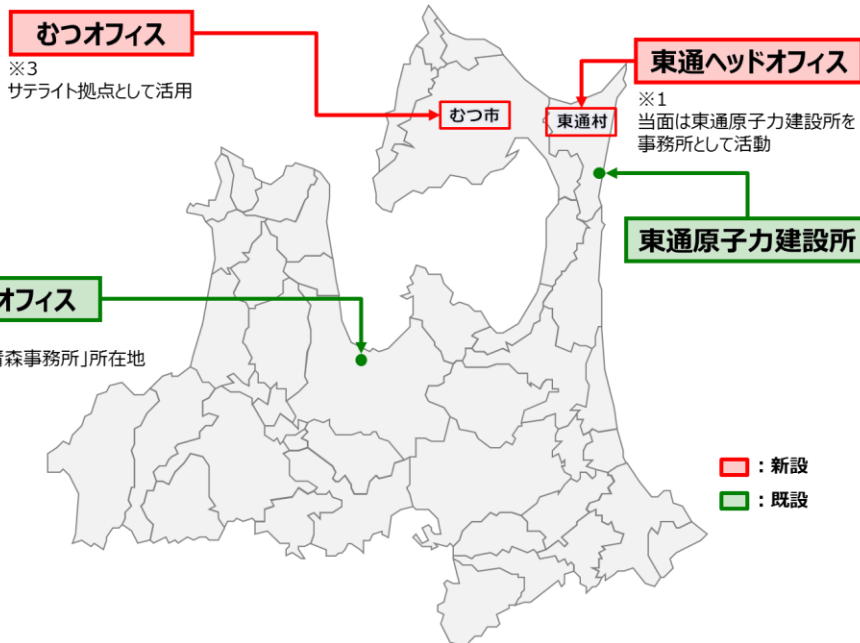 むつオフィス
※3
サテライト拠点として活用
東通ヘッドオフィス
※1
当面は東通原子力建設所を
事務所として活動
むつ市
東通村
東通原子力建設所
オフィス
青森事務所」所在地
：新設
：既設